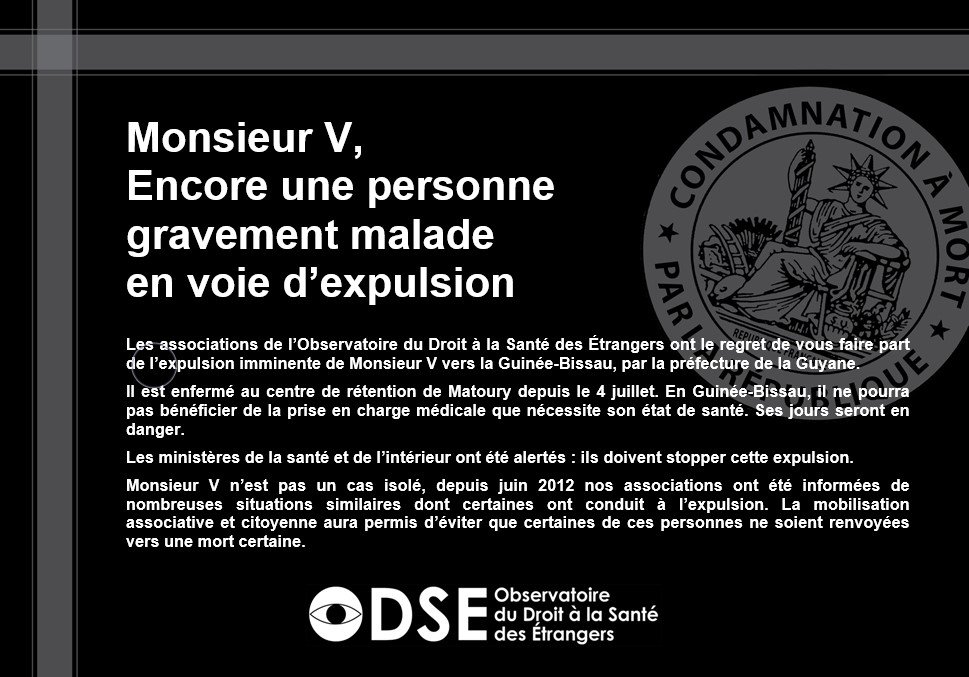 Monsieur V,
Encore une personne
gravement malade
en voie d’expulsion
CONDAMNATION À MORT
PAR LA RÉPUBLIQUE
Les associations de l’Observatoire du Droit à la Santé des Étrangers ont le regret de vous faire part
de l’expulsion imminente de Monsieur V vers la Guinée-Bissau, par la préfecture de la Guyane.
Il est enfermé au centre de rétention de Matoury depuis le 4 juillet. En Guinée-Bissau, il ne pourra
pas bénéficier de la prise en charge médicale que nécessite son état de santé. Ses jours seront en
danger.
Les ministères de la santé et de l’intérieur ont été alertés : ils doivent stopper cette expulsion.
Monsieur V n’est pas un cas isolé, depuis juin 2012 nos associations ont été informées de
nombreuses situations similaires dont certaines ont conduit à l’expulsion. La mobilisation
associative et citoyenne aura permis d’éviter que certaines de ces personnes ne soient renvoyées
vers une mort certaine.
ODSE
Observatoire
du Droit à la Santé
des Étrangers